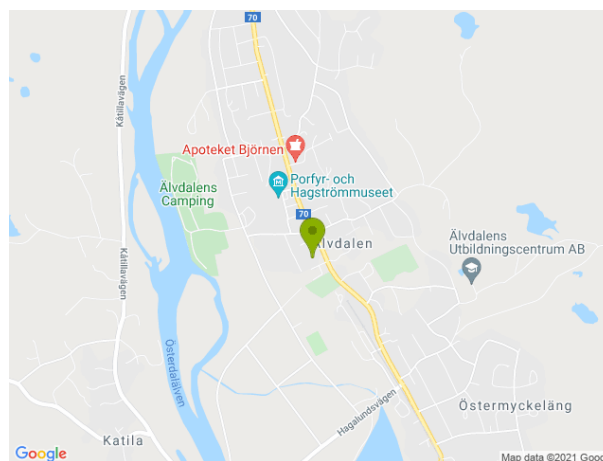 70
Kåtillavägen
Apoteket Björnen
Porfyr- och
Hagströmmuseet
Älvdalens
Camping
70
Älvdalen
Älvdalens
Utbildningscentrum AB
Kåtillavägen
Österdalälven
Hagalundsvägen
Östermyckeläng
Katila
Google
Map data ©2021 Goo